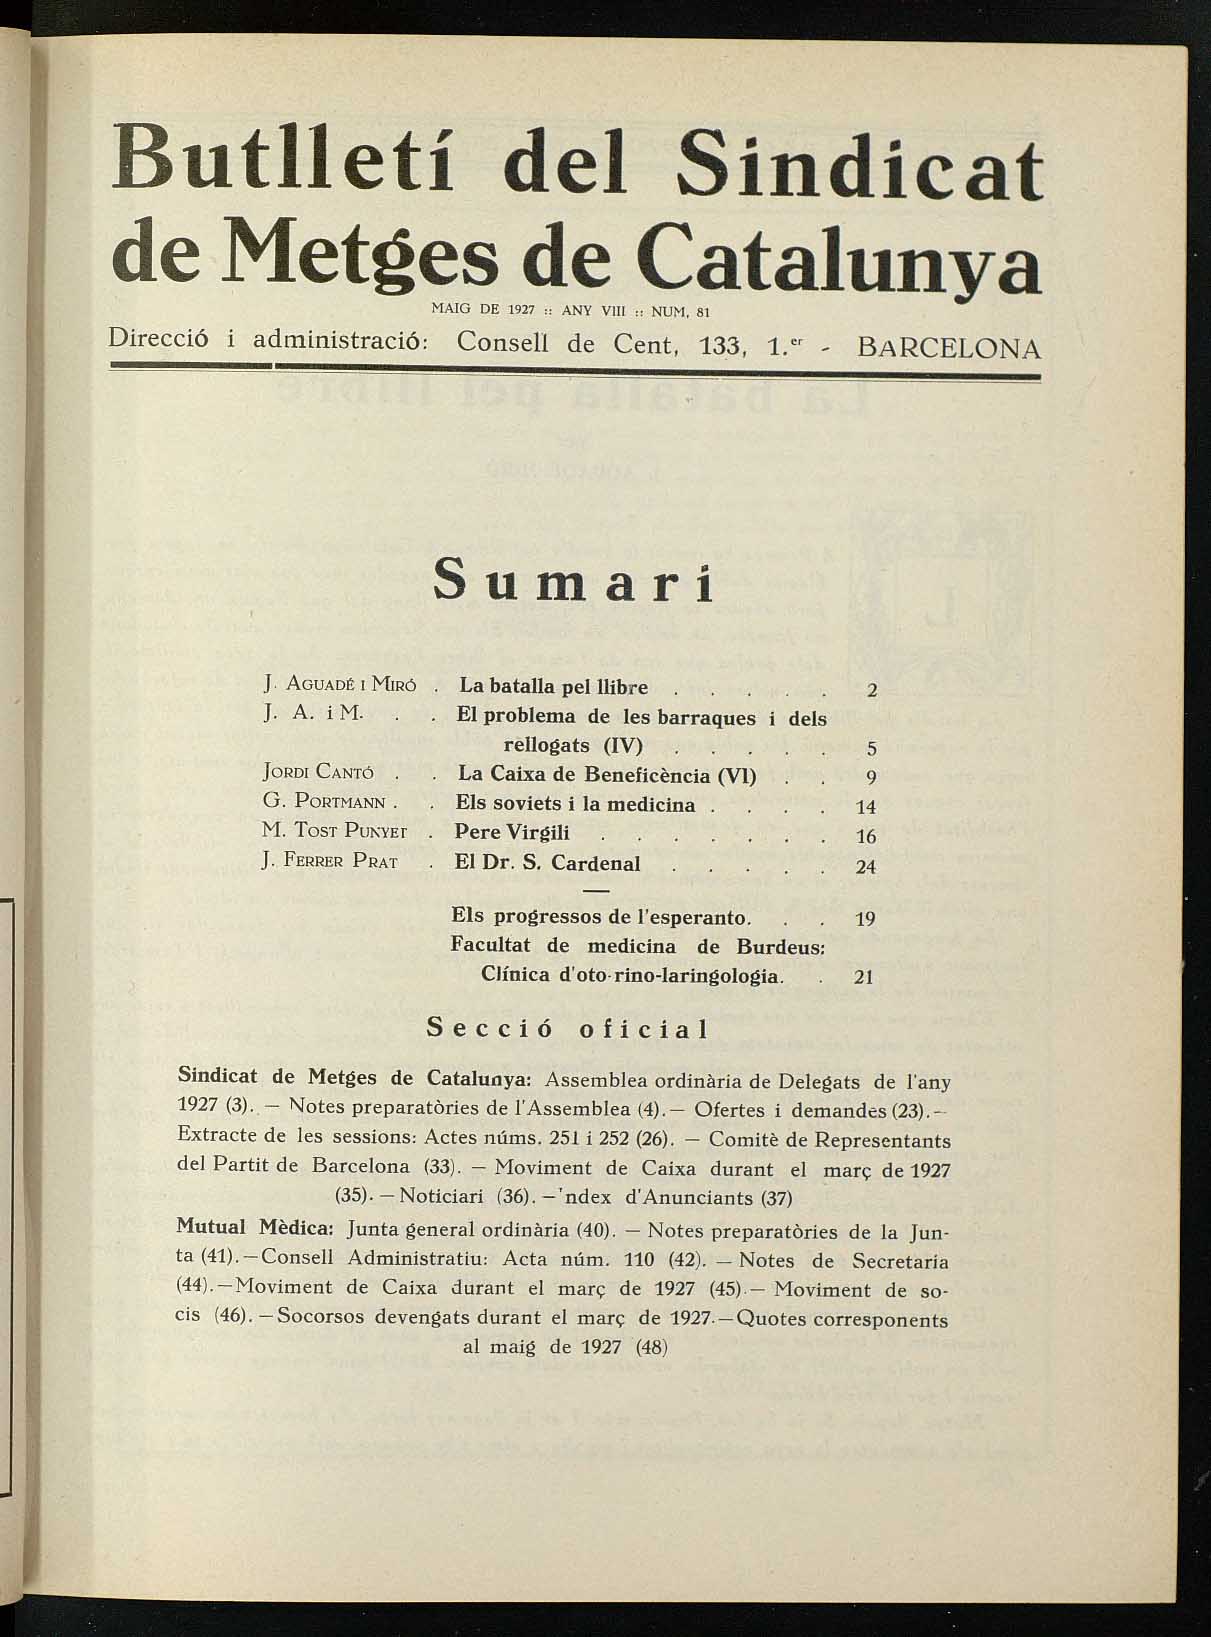 Butlletí del Sindicat
de Metges de Catalunya
MAIG DE 1927 :: ANY VIII :: NUM, 81
Direcció i administració: Consell de Cent, 133, 1.er - BARCELONA
Sumari
J. AGUADÉ I MIRÓ . La batalla pel llibre . . . . . 2
J. A. i M. . . El problema de les barraques i dels
rellogats (IV) . . . . . 5
JORDI CANTÓ . . La Caixa de Beneficència (VI) . . 9
G. PORTMANN . . Els soviets i la medicina . . . . 14
M. TOST PUNYET . Pere Virgili . . . . . . . 16
J. FERRER PRAT . El Dr. S. Cardenal . . . . . 24
Els progressos de l'esperanto. . . 19
Facultat de medicina de Burdeus:
Clínica d'oto-rino-laringologia. . 21
Secció oficial
Sindicat de Metges de Catalunya: Assemblea ordinària de Delegats de l'any
1927 (3). — Notes preparatòries de l'Assemblea (4).— Ofertes i demandes (23).—
Extracte de les sessions: Actes núms. 251 i 252 (26). — Comitè de Representants
del Partit de Barcelona (33). — Moviment de Caixa durant el març de 1927
(35). — Noticiari (36). —'ndex d'Anunciants (37)
Mutual Mèdica: Junta general ordinària (40). — Notes preparatòries de la Jun-
ta (41).—Consell Administratiu: Acta núm. 110 (42). — Notes de Secretaria
(44).—Moviment de Caixa durant el març de 1927 (45).— Moviment de so-
cis (46). —Socorsos devengats durant el març de 1927.—Quotes corresponents
al maig de 1927 (48)